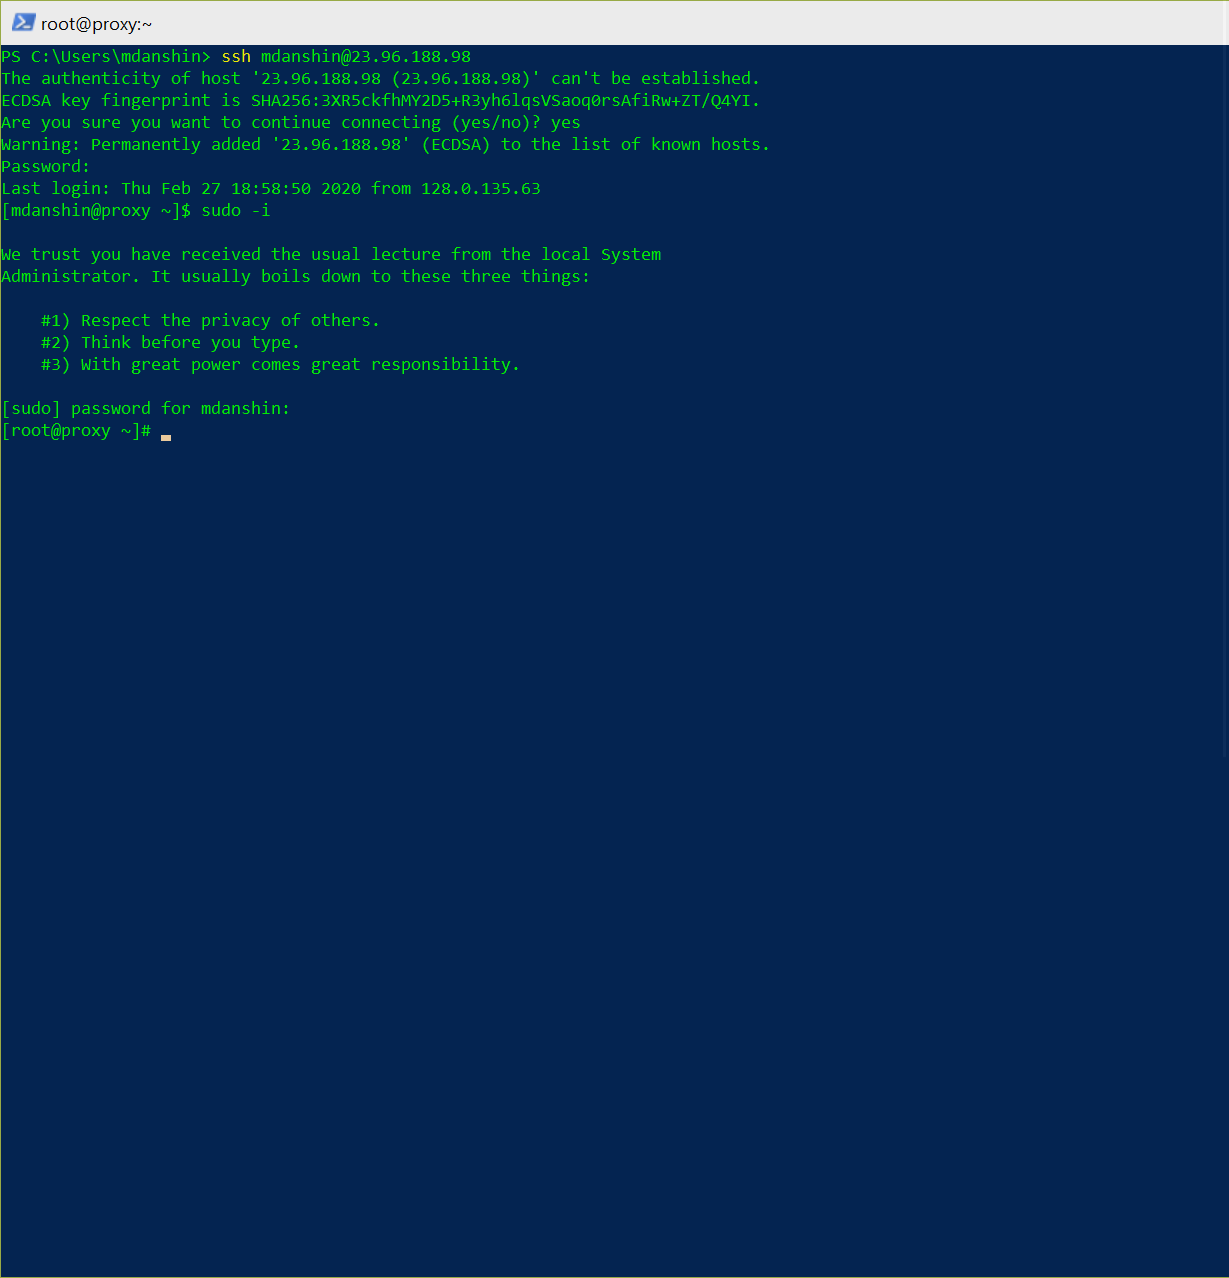 root@proxy:~
PS C:\Users\mdanshin> ssh mdanshin@23.96.188.98
The authenticity of host '23.96.188.98 (23.96.188.98)' can't be established.
ECDSA key fingerprint is SHA256:3XR5ckfhMY2D5+R3yh6lqsVSaoq0rsAfiRw+ZT/Q4YI.
Are you sure you want to continue connecting (yes/no)? yes
Warning: Permanently added '23.96.188.98' (ECDSA) to the list of known hosts.
Password:
Last login: Thu Feb 27 18:58:50 2020 from 128.0.135.63
[mdanshin@proxy ~]$ sudo -i
We trust you have received the usual lecture from the local System
Administrator. It usually boils down to these three things:
#1) Respect the privacy of others.
#2) Think before you type.
#3) With great power comes great responsibility.
[sudo] password for mdanshin:
[root@proxy ~]#